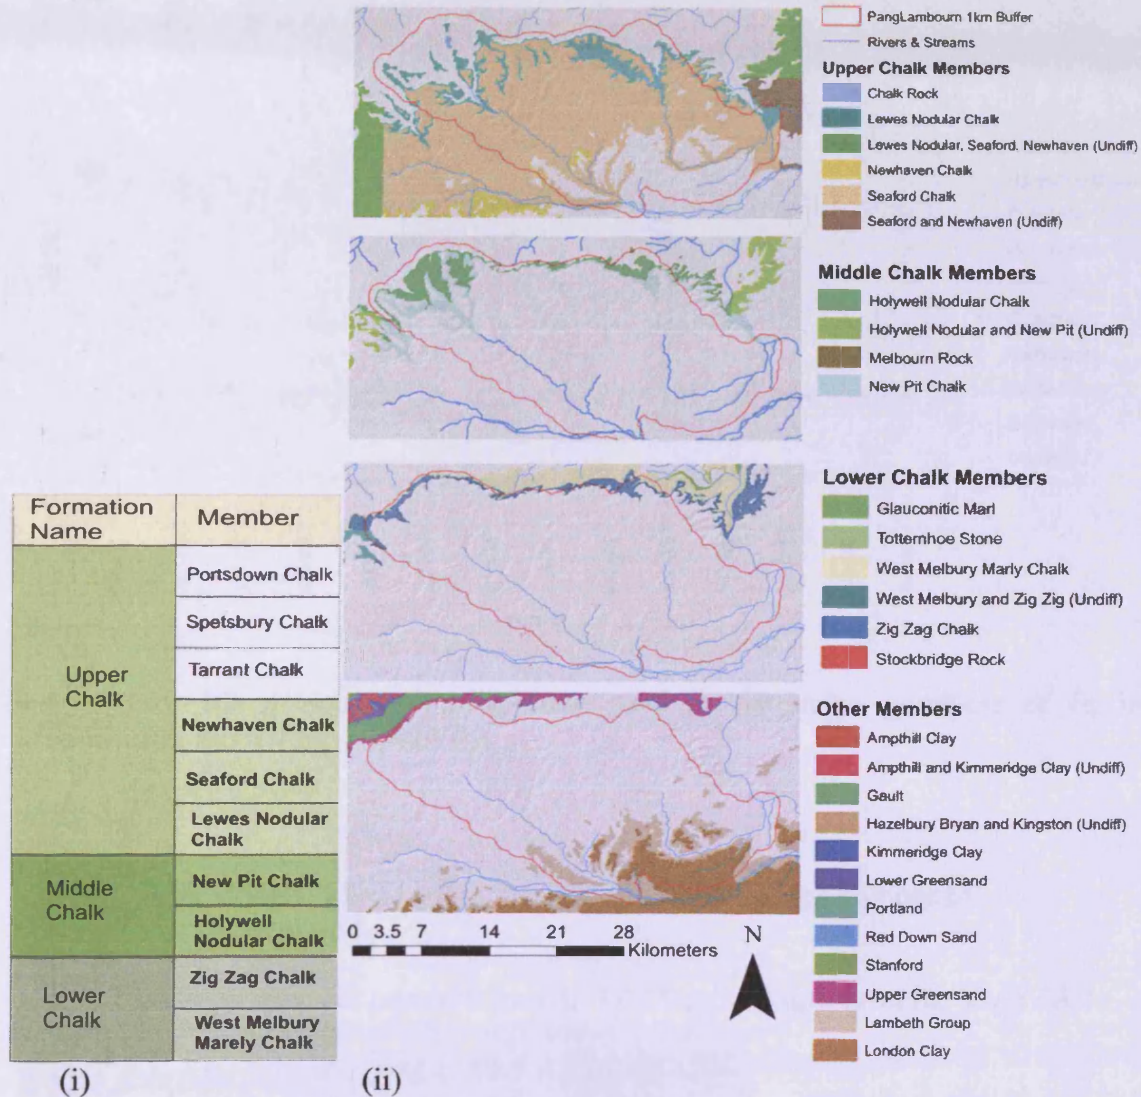 PangLambourn 1km Buffer
Rivers & Streams
Upper Chalk Members
Chalk Rock
Lewes Nodular Chalk
Lewes Nodular, Seaford, Newhaven (Undiff)
Newhaven Chalk
Seaford Chalk
Seaford and Newhaven (Undiff)
Middle Chalk Members
Holywell Nodular Chalk
Holywell Nodular and New Pit (Undiff)
Melbourn Rock
New Pit Chalk
Lower Chalk Members
Glauconitic Marl
Totternhoe Stone
West Melbury Marly Chalk
West Melbury and Zig Zig (Undiff)
Zig Zag Chalk
Stockbridge Rock
Other Members
Ampthill Clay
Ampthill and Kimmeridge Clay (Undiff)
Gault
Hazelbury Bryan and Kingston (Undiff)
Kimmeridge Clay
Lower Greensand
Portland
Red Down Sand
Stanford
Upper Greensand
Lambeth Group
London Clay
Formation
Name
Member
Upper
Chalk
Portsdown Chalk
Spetsbury Chalk
Tarrant Chalk
Newhaven Chalk
Seaford Chalk
Lewes Nodular
Chalk
Middle
Chalk
New Pit Chalk
Holywell
Nodular Chalk
Lower
Chalk
Zig Zag Chalk
West Melbury
Marely Chalk
0 3.5 7 14 21 28
Kilometers
N
(i)
(ii)